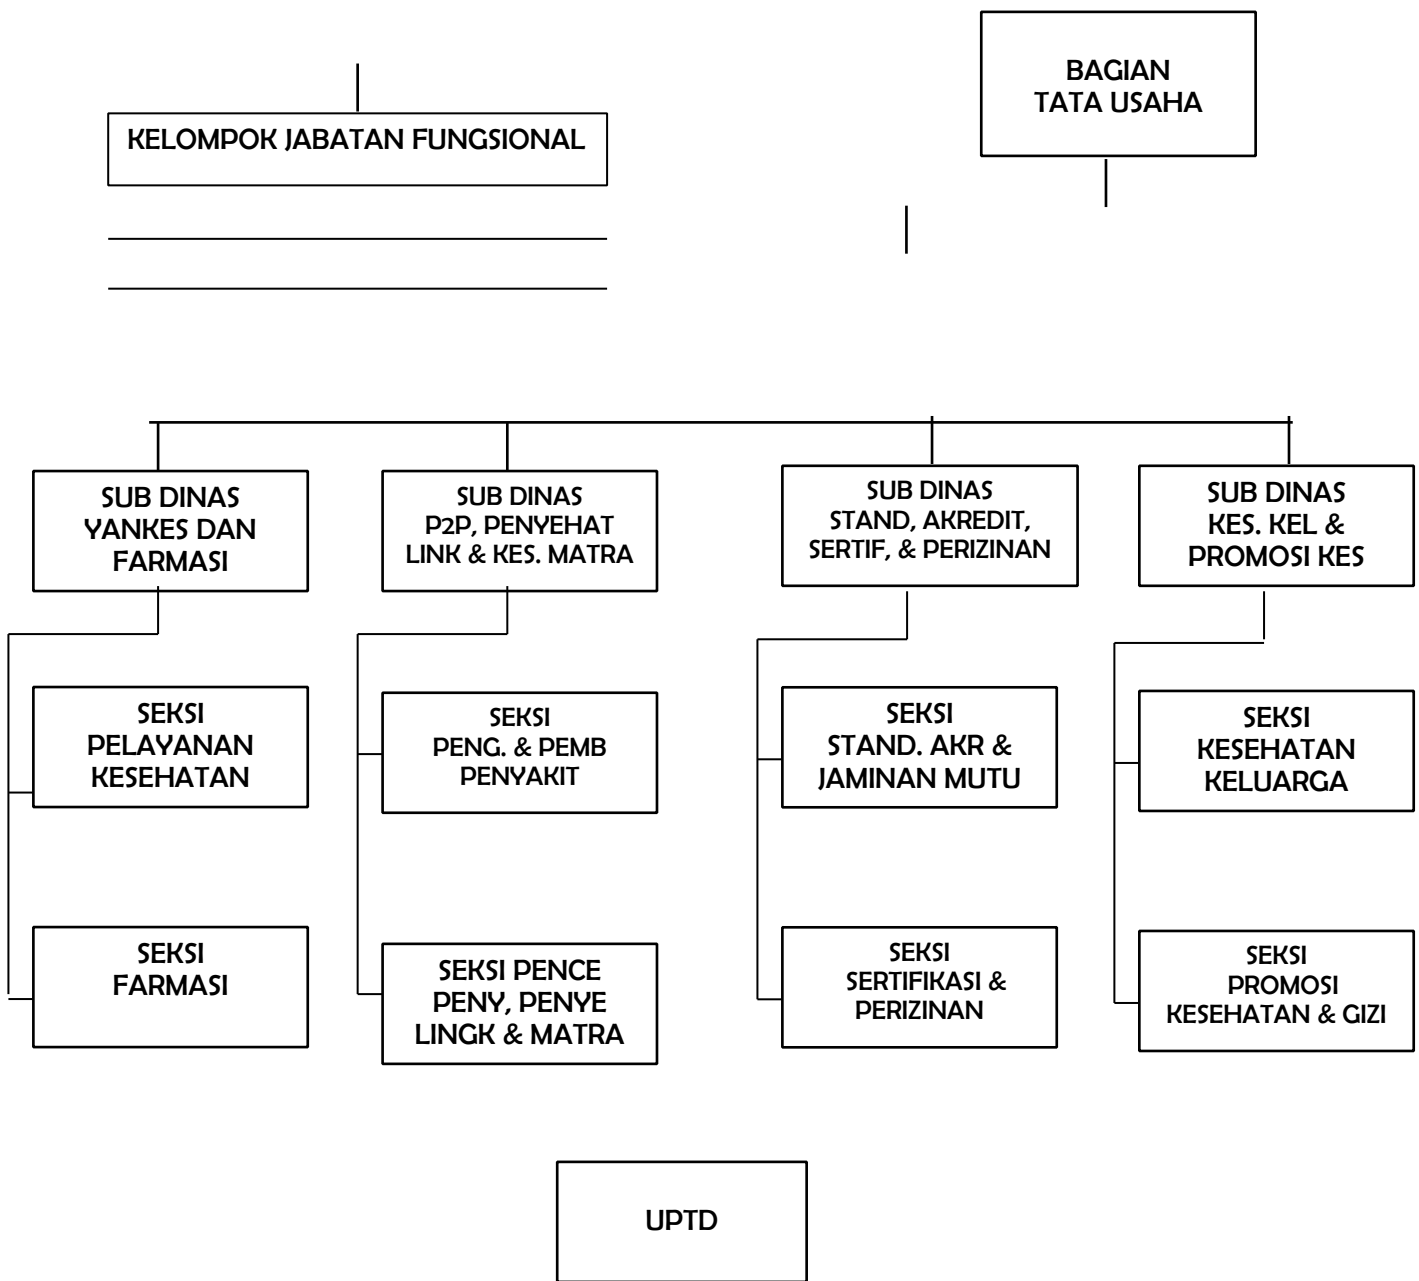 BAGIAN
TATA USAHA
KELOMPOK JABATAN FUNGSIONAL
SUB DINAS
YANKES DAN
FARMASI
SUB DINAS
P2P, PENYEHAT
LINK & KES. MATRA
SUB DINAS
STAND, AKREDIT,
SERTIF, & PERIZINAN
SUB DINAS
KES. KEL &
PROMOSI KES
SEKSI
PELAYANAN
KESEHATAN
SEKSI
PENG. & PEMB
PENYAKIT
SEKSI
STAND. AKR &
JAMINAN MUTU
SEKSI
KESEHATAN
KELUARGA
SEKSI
FARMASI
SEKSI PENCE
PENY, PENYE
LINGK & MATRA
SEKSI
SERTIFIKASI &
PERIZINAN
SEKSI
PROMOSI
KESEHATAN & GIZI
UPTD